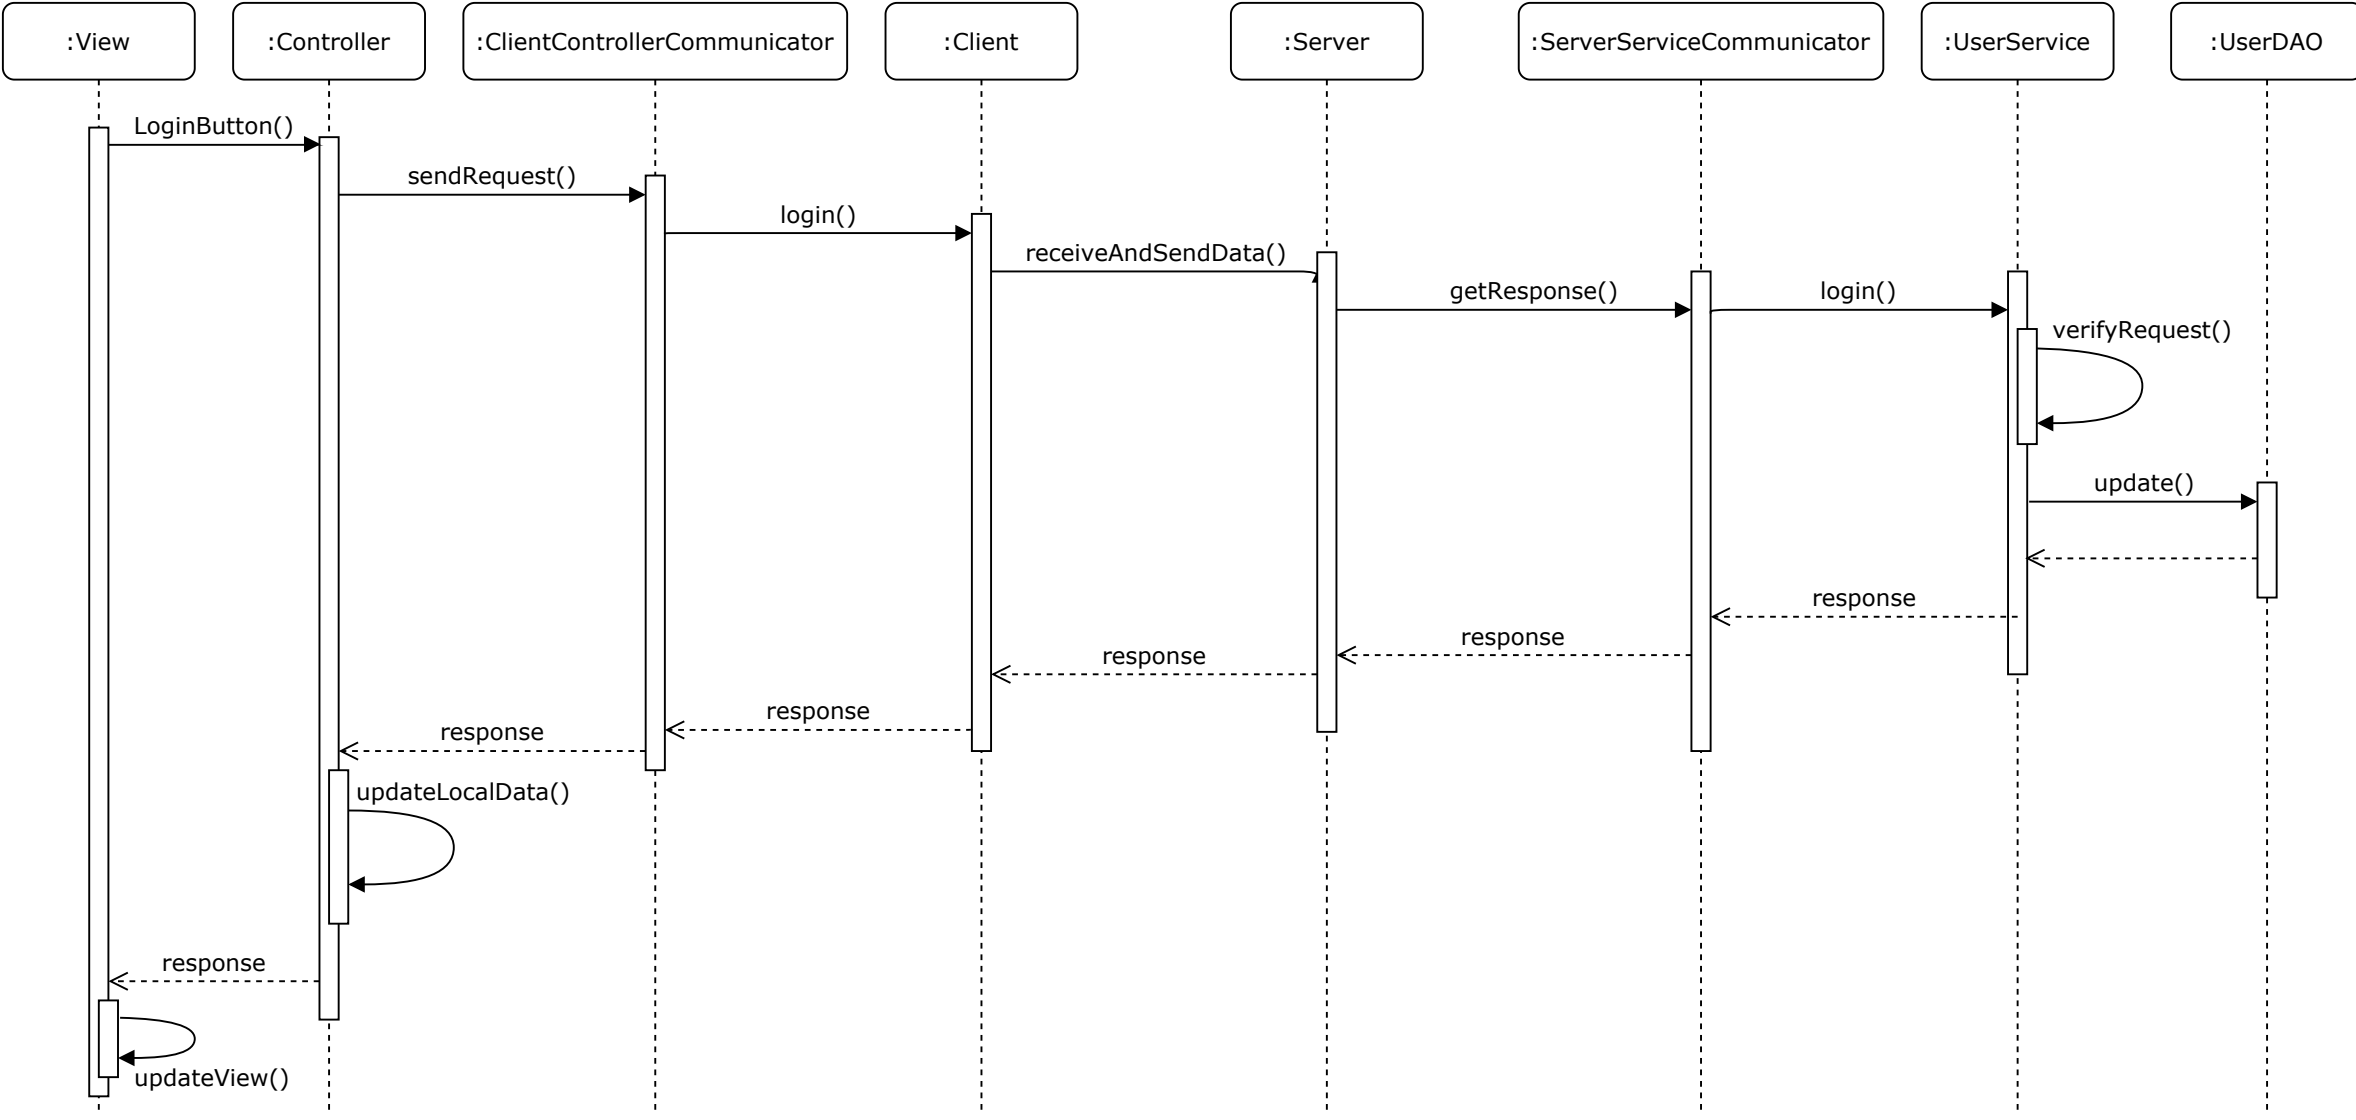 :View
:Controller
:ClientControllerCommunicator
:Client
:Server
:ServerServiceCommunicator
:UserService
:UserDAO
LoginButton()
sendRequest()
login()
receiveAndSendData()
getResponse()
login()
verifyRequest()
update()
response
response
response
response
response
updateLocalData()
response
updateView()